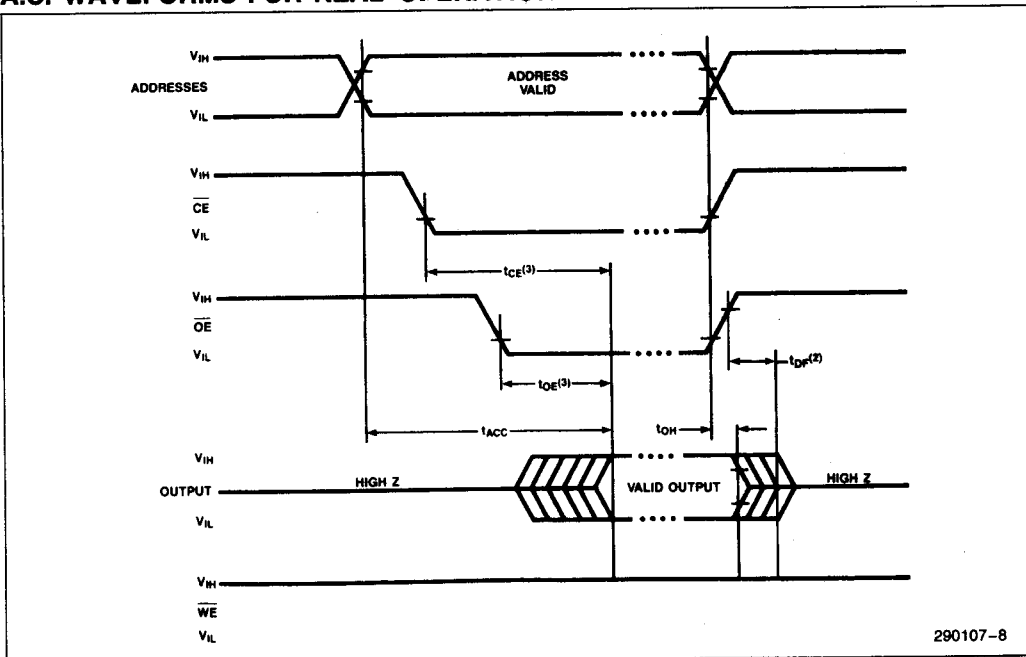 A.C. WAVEFORMS FOR READ OPERATION
VIH
ADDRESSES
VIL
ADDRESS
VALID
VIH
CE
VIL
tCE(3)
VIH
OE
VIL
tDF(2)
tOE(3)
tACC
tOH
VIH
OUTPUT
VIL
HIGH Z
VALID OUTPUT
HIGH Z
VIH
WE
VIL
290107-8